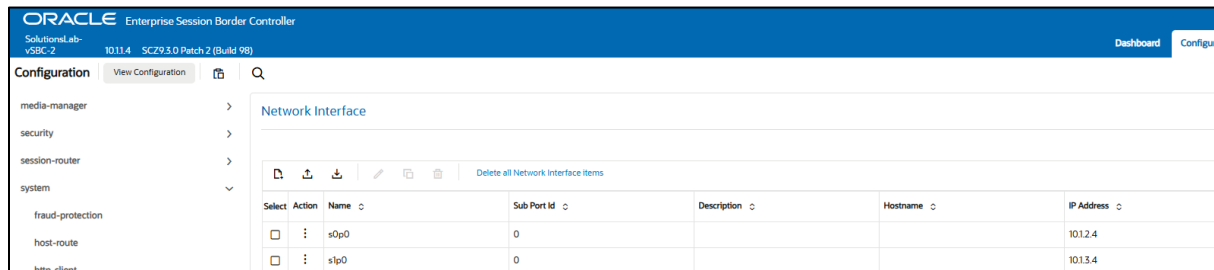 ORACLE Enterprise Session Border Controller
SolutionsLab-
vSBC-2 10.1.1.4 SCZ9.3.0 Patch 2 (Build 98)
Dashboard Configur
Configuration View Configuration
media-manager
Network Interface
security
session-router
Delete all Network Interface items
system
Select Action Name Sub Port Id Description Hostname IP Address
fraud-protection
s0p0 0 10.1.2.4
host-route
s1p0 0 10.1.3.4
http-client